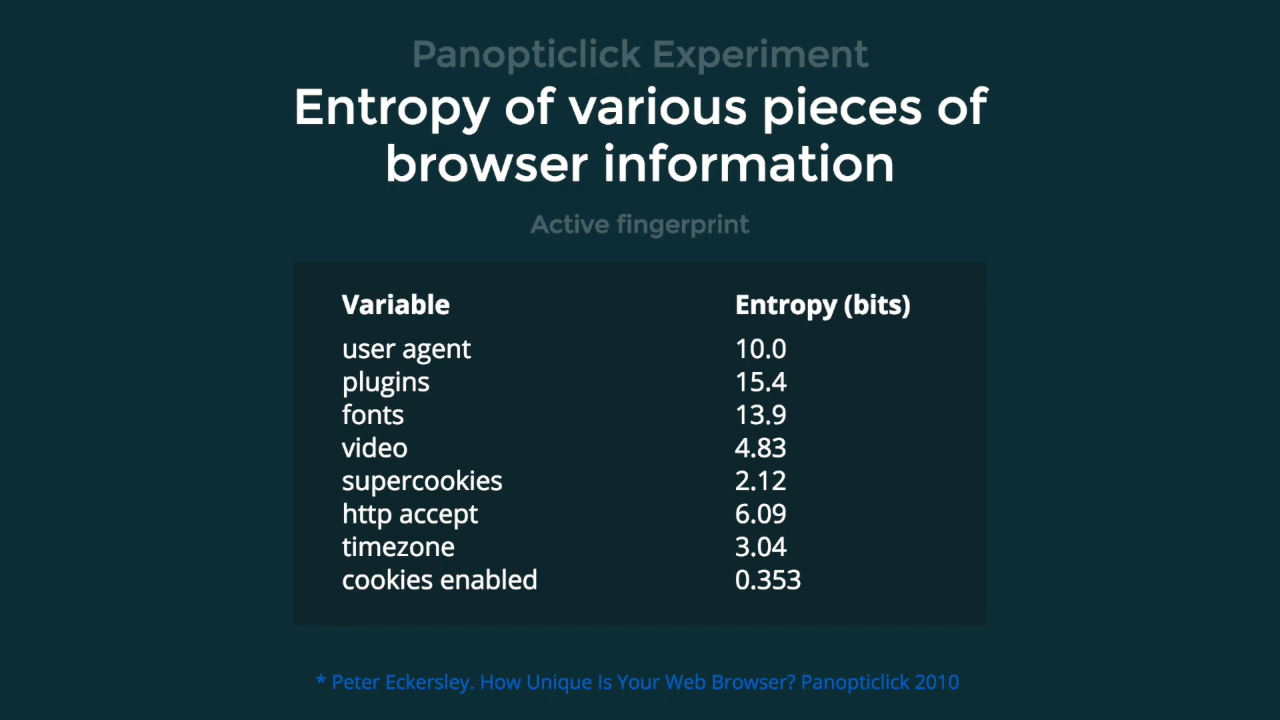 Panopticlick Experiment
Entropy of various pieces of
browser information
Active fingerprint
Variable Entropy (bits)
user agent 10.0
plugins 15.4
fonts 13.9
video 4.83
supercookies 2.12
http accept 6.09
timezone 3.04
cookies enabled 0.353
* Peter Eckersley. How Unique Is Your Web Browser? Panopticlick 2010